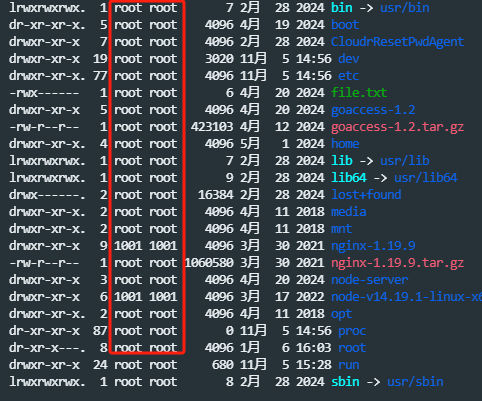 lrwxrwxrwx. 1 root root 7 2月 28 2024 bin -> usr/bin
dr-xr-xr-x. 5 root root 4096 4月 19 2024 boot
drwxr-xr-x 7 root root 4096 2月 28 2024 CloudrResetPwdAgent
drwxr-xr-x 19 root root 3020 11月 5 14:56 dev
drwxr-xr-x. 77 root root 4096 11月 5 14:56 etc
-rwx------ 1 root root 6 4月 20 2024 file.txt
drwxr-xr-x 5 root root 4096 4月 20 2024 goaccess-1.2
-rw-r--r-- 1 root root 423103 4月 12 2024 goaccess-1.2.tar.gz
drwxr-xr-x. 4 root root 4096 5月 1 2024 home
lrwxrwxrwx. 1 root root 7 2月 28 2024 lib -> usr/lib
lrwxrwxrwx. 1 root root 9 2月 28 2024 lib64 -> usr/lib64
drwx------. 2 root root 16384 2月 28 2024 lost+found
drwxr-xr-x. 2 root root 4096 4月 11 2018 media
drwxr-xr-x. 2 root root 4096 4月 11 2018 mnt
drwxr-xr-x 9 1001 1001 4096 3月 30 2021 nginx-1.19.9
-rw-r--r-- 1 root root 1060580 3月 30 2021 nginx-1.19.9.tar.gz
drwxr-xr-x 3 root root 4096 4月 20 2024 node-server
drwxr-xr-x 6 1001 1001 4096 3月 17 2022 node-v14.19.1-linux-x6
drwxr-xr-x. 2 root root 4096 4月 11 2018 opt
dr-xr-xr-x 87 root root 0 11月 5 14:56 proc
dr-xr-x---. 8 root root 4096 1月 6 16:03 root
drwxr-xr-x 24 root root 680 11月 5 15:28 run
lrwxrwxrwx. 1 root root 8 2月 28 2024 sbin -> usr/sbin